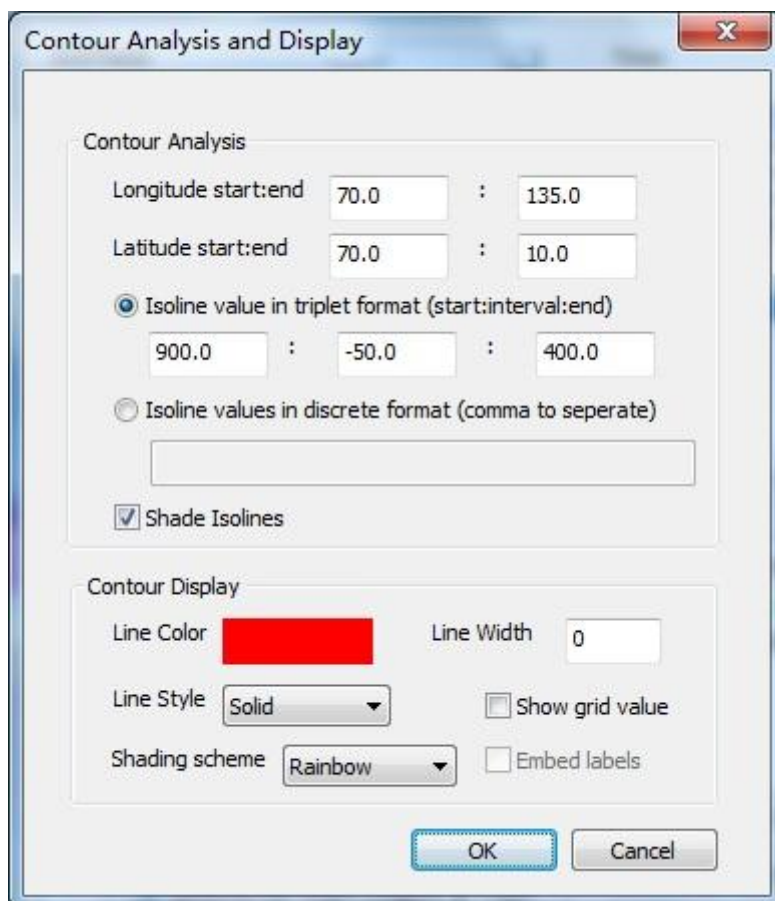 Contour Analysis and Display
Contour Analysis
Longitude start:end 70.0 : 135.0
Latitude start:end 70.0 : 10.0
Isoline value in triplet format (start:interval:end)
900.0 : -50.0 : 400.0
Isoline values in discrete format (comma to seperate)
Shade Isolines
Contour Display
Line Color Line Width 0
Line Style Solid Show grid value
Shading scheme Rainbow Embed labels
OK Cancel